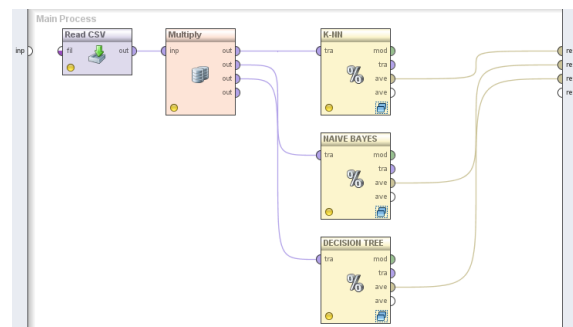 Main Process
Read CSV
Multiply
K-NN
inp
fil
out
inp
out
out
out
out
tra
mod
tra
ave
ave
re
re
re
re
NAIVE BAYES
tra
mod
tra
ave
ave
DECISION TREE
tra
mod
tra
ave
ave